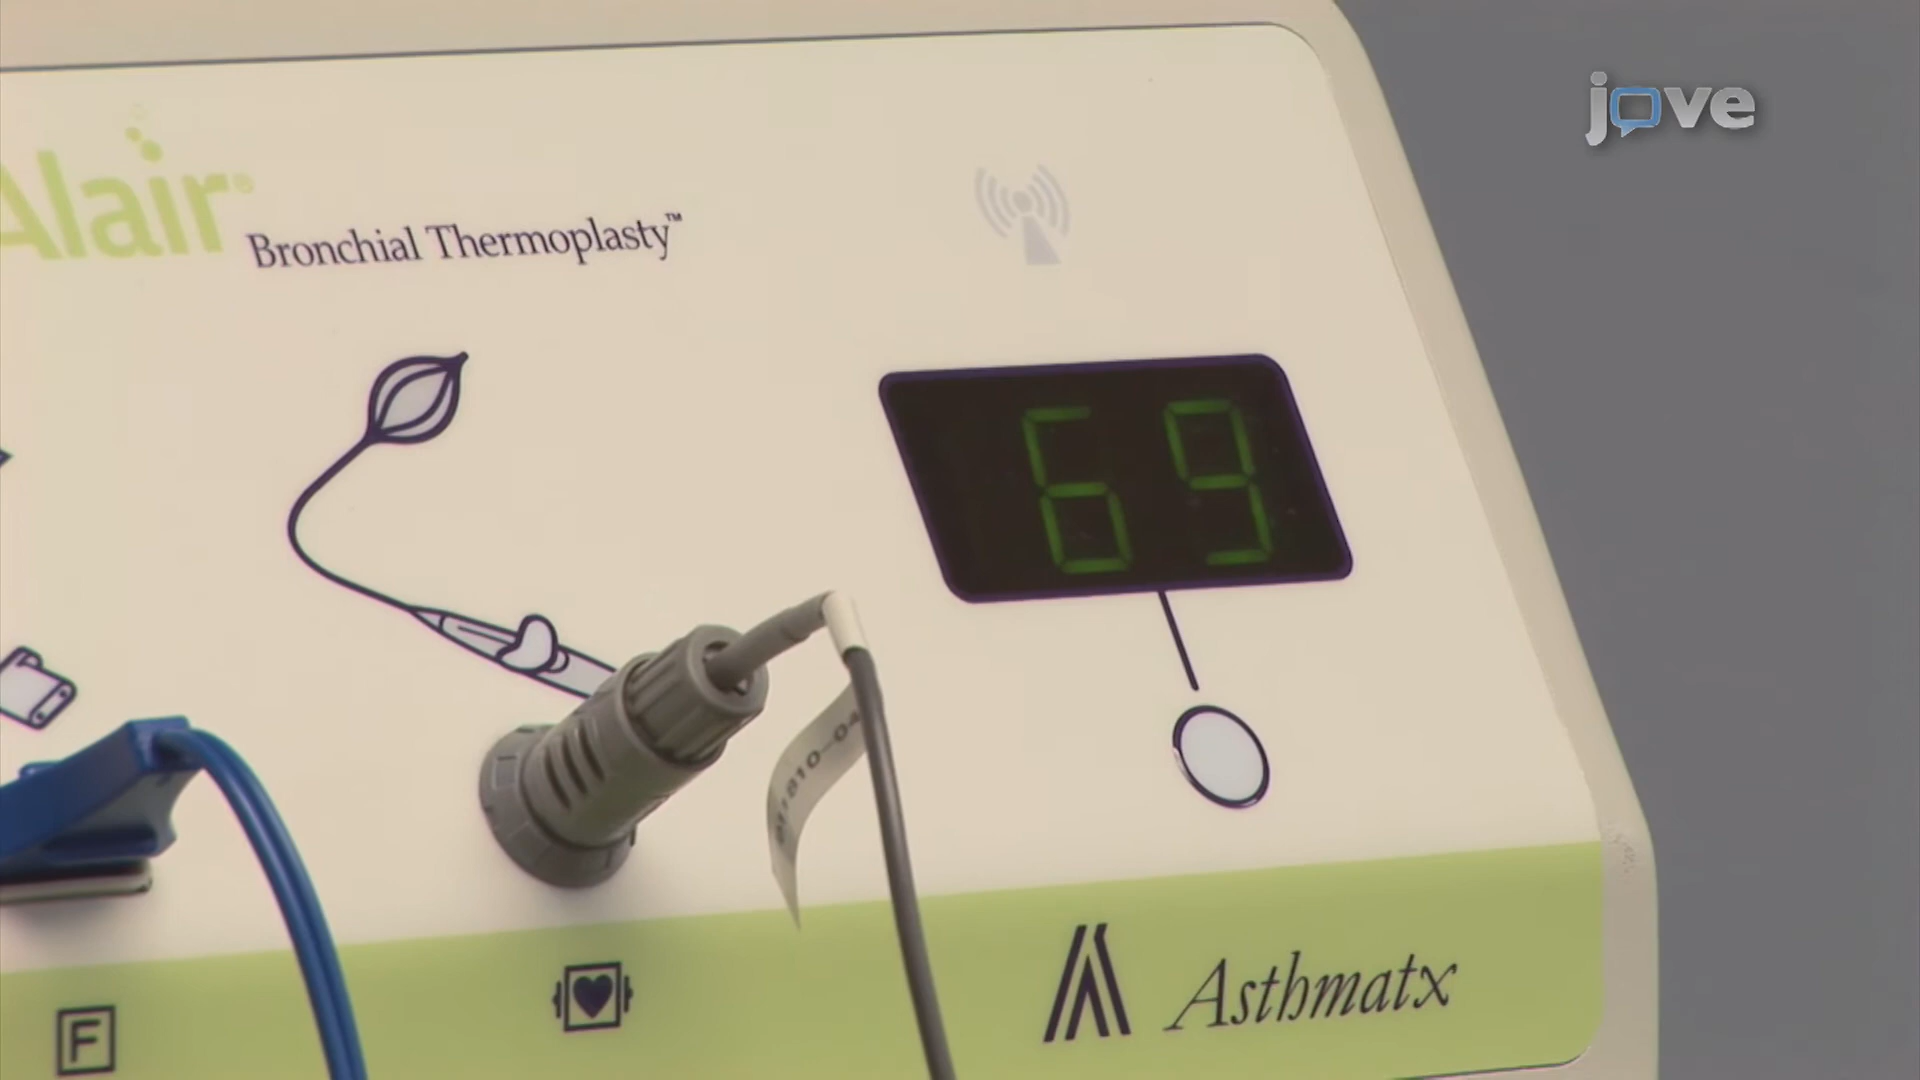 jove
Alair®
Bronchial Thermoplasty™
69
F
Asthmatx